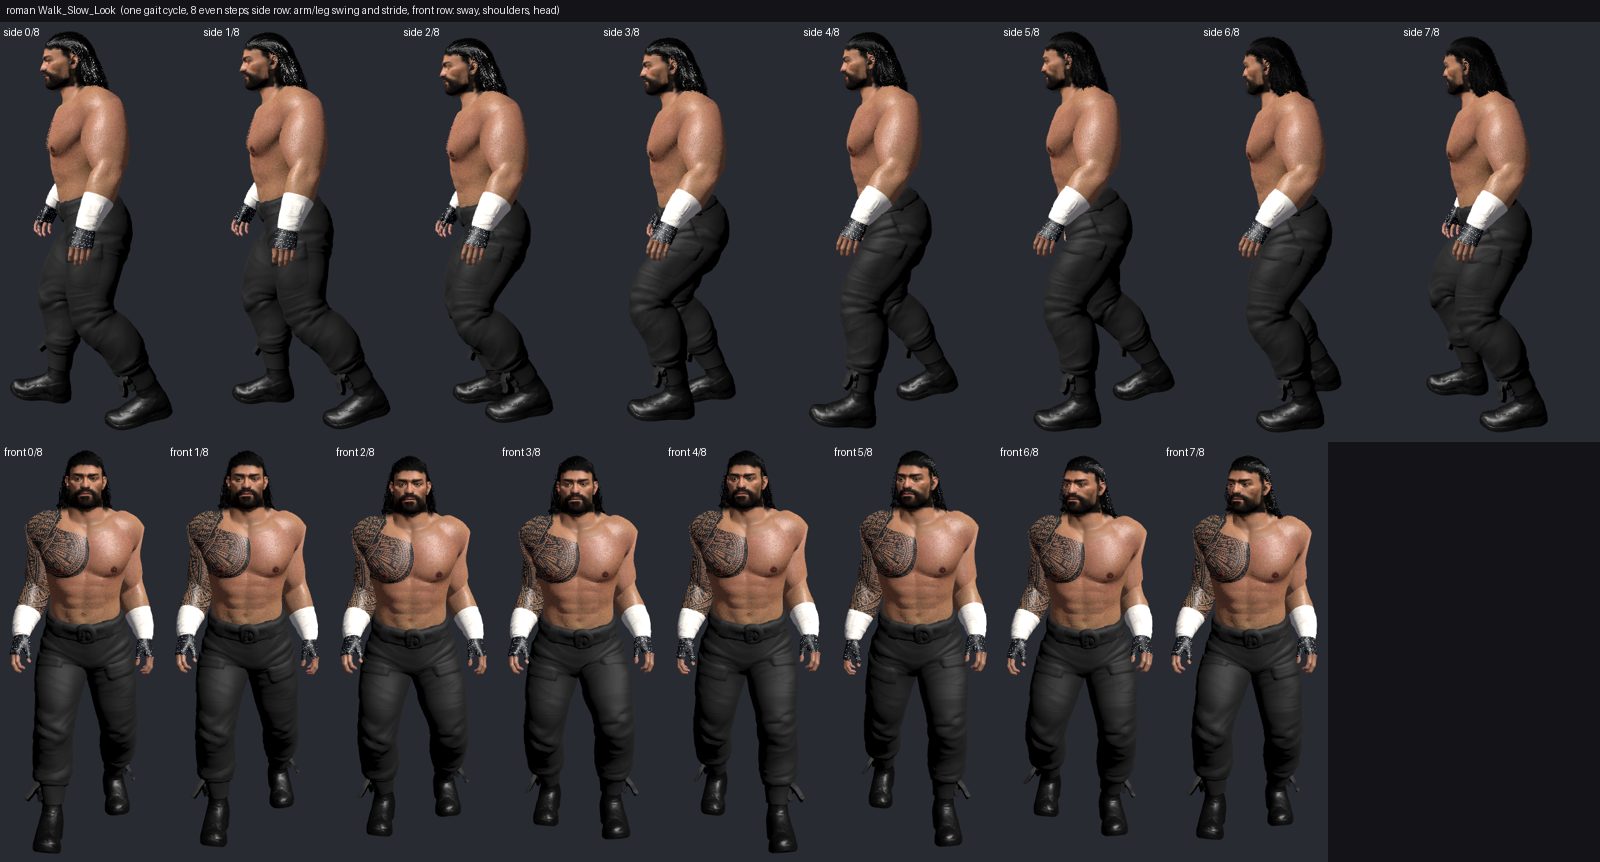 roman Walk_Slow_Look (one gait cycle, 8 even steps; side row: arm/leg swing and stride, front row: sway, shoulders, head)
side 0/8 side 1/8 side 2/8 side 3/8 side 4/8 side 5/8 side 6/8 side 7/8
front 0/8 front 1/8 front 2/8 front 3/8 front 4/8 front 5/8 front 6/8 front 7/8